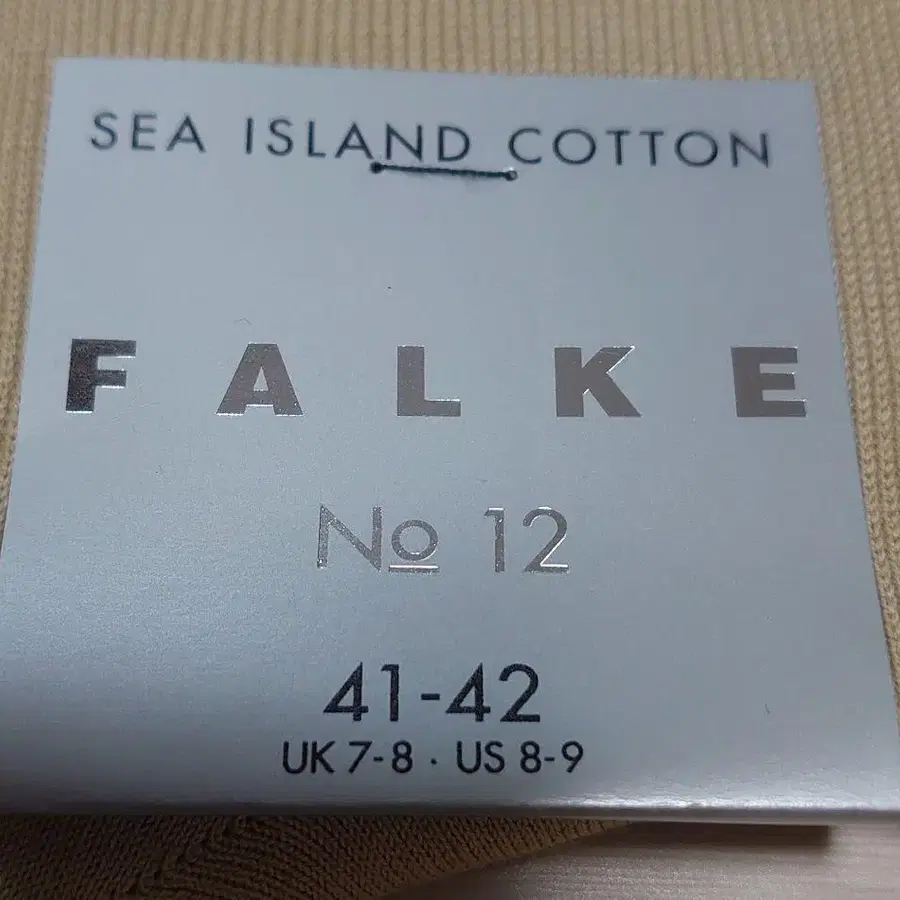 SEA ISLAND COTTON
FALKE
No 12
41-42
UK 7-8 · US 8-9